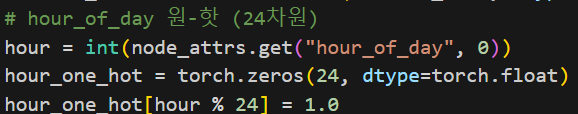 # hour_of_day 원-핫 (24차원)
hour = int(node_attrs.get("hour_of_day", 0))
hour_one_hot = torch.zeros(24, dtype=torch.float)
hour_one_hot[hour % 24] = 1.0